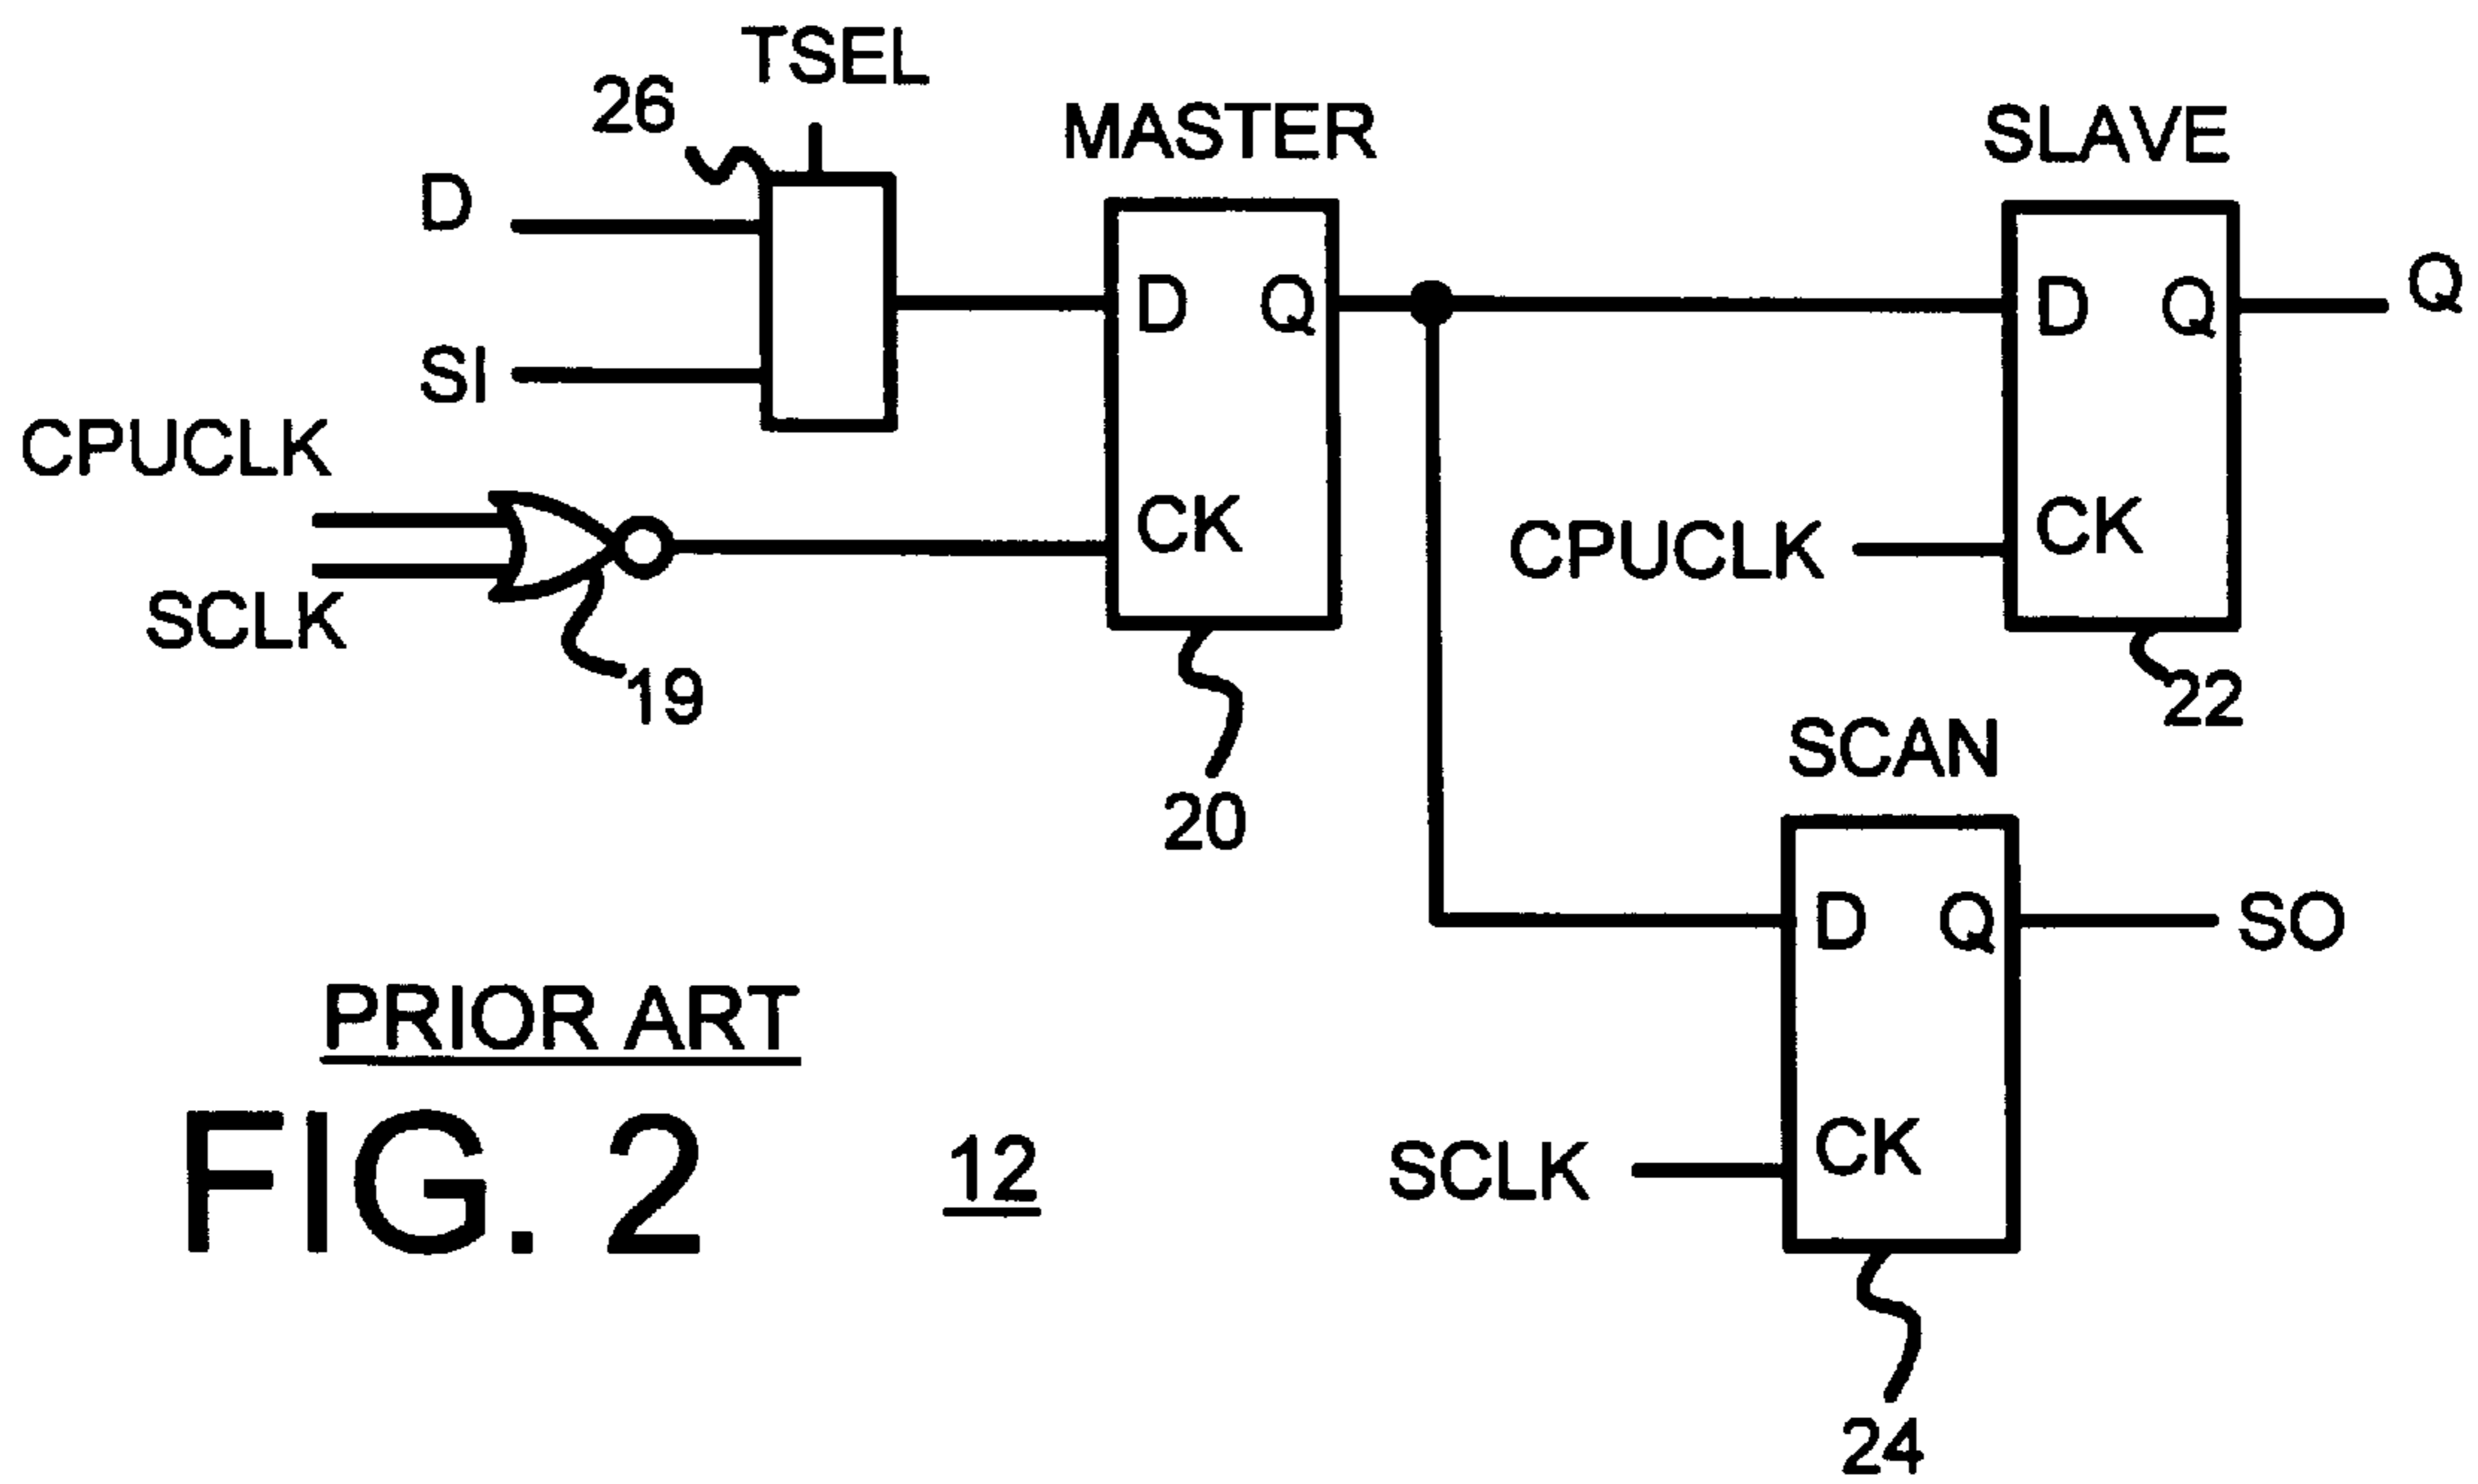 TSEL
26
MASTER
SLAVE
D
D Q
D Q
Q
SI
CPUCLK
CK
CPUCLK
CK
SCLK
19
22
SCAN
20
D Q
SO
PRIOR ART
FIG. 2
12
SCLK
CK
24